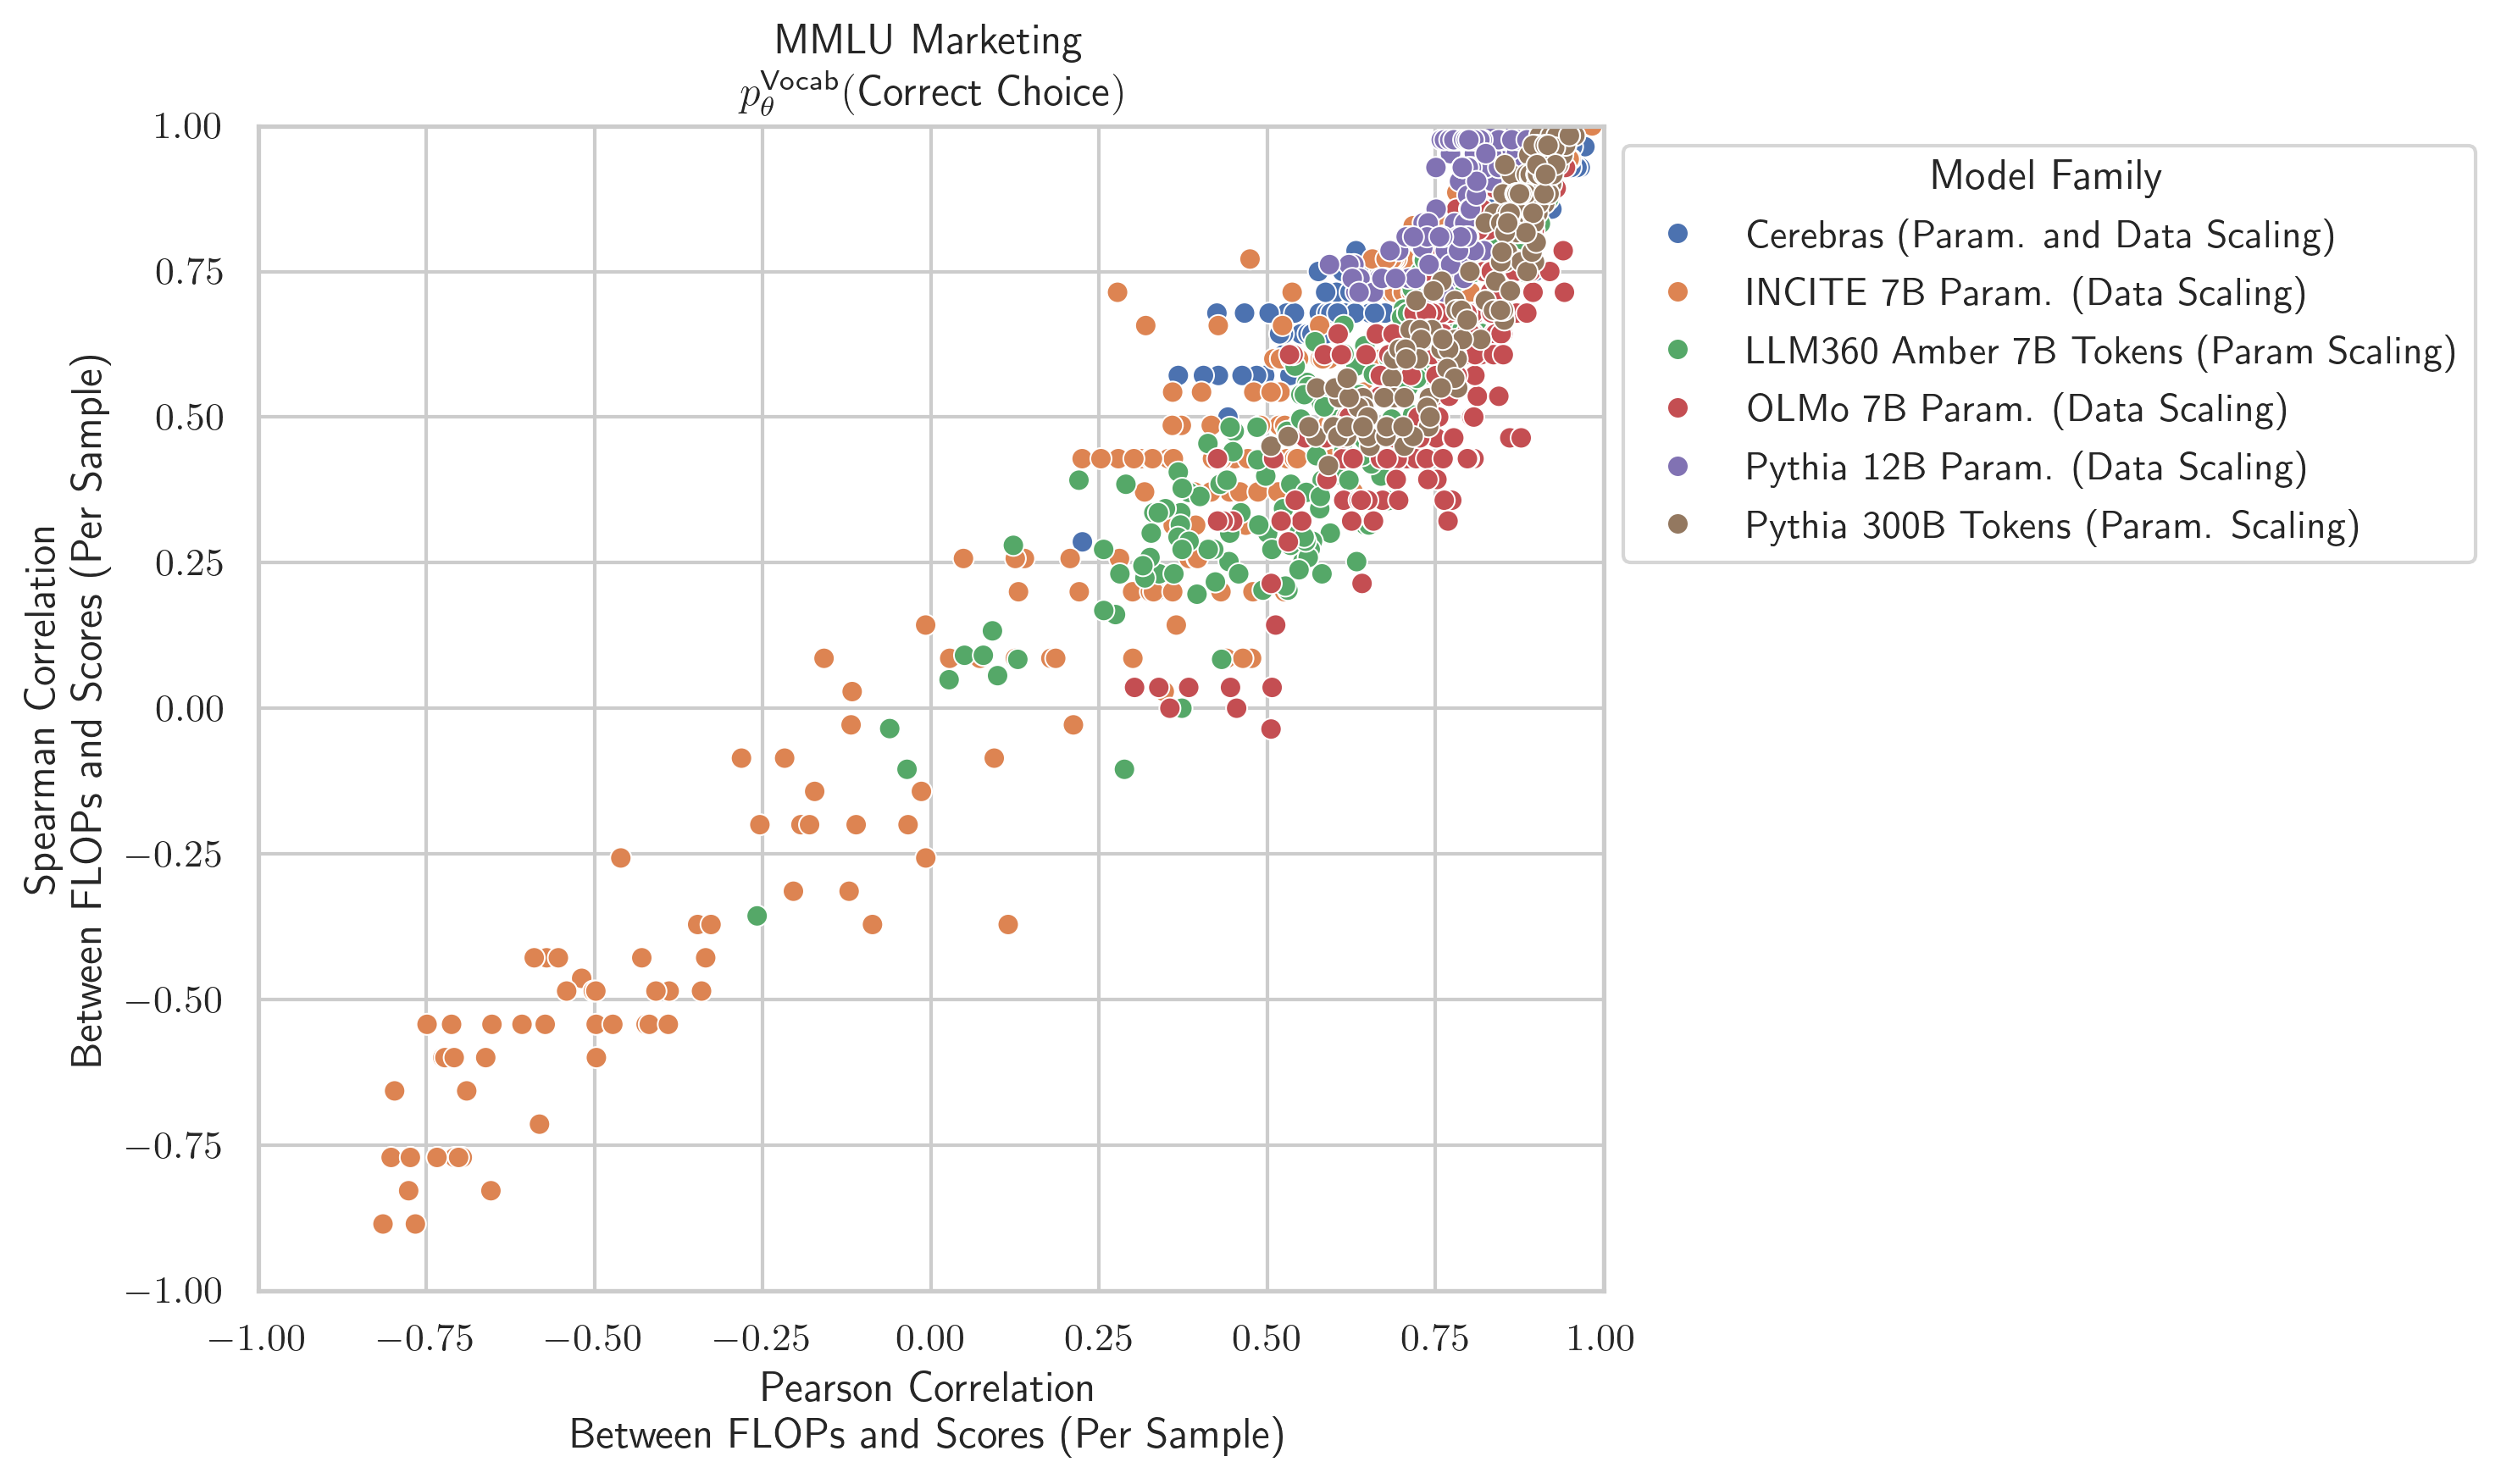 MMLU Marketing
p_θ^Vocab(Correct Choice)
Spearman Correlation
Between FLOPs and Scores (Per Sample)
1.00
0.75
0.50
0.25
0.00
−0.25
−0.50
−0.75
−1.00
−1.00 −0.75 −0.50 −0.25 0.00 0.25 0.50 0.75 1.00
Pearson Correlation
Between FLOPs and Scores (Per Sample)
Model Family
Cerebras (Param. and Data Scaling)
INCITE 7B Param. (Data Scaling)
LLM360 Amber 7B Tokens (Param Scaling)
OLMo 7B Param. (Data Scaling)
Pythia 12B Param. (Data Scaling)
Pythia 300B Tokens (Param. Scaling)